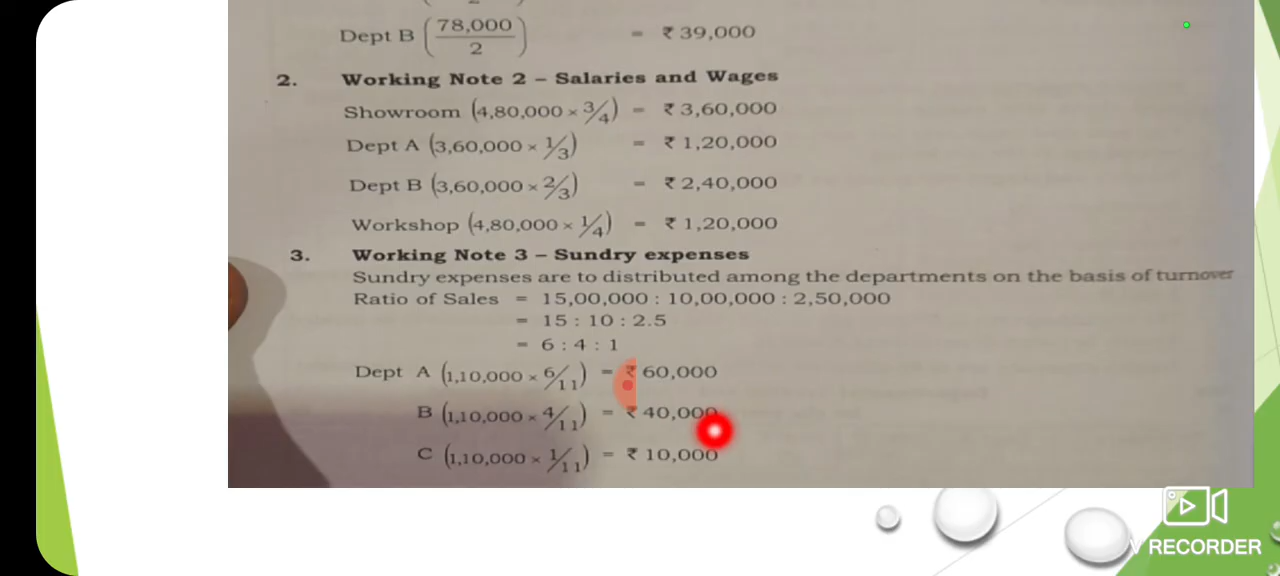 Dept B (78,000/2) = ₹ 39,000
2. Working Note 2 – Salaries and Wages
Showroom (4,80,000 × 3/4) = ₹ 3,60,000
Dept A (3,60,000 × 1/3) = ₹ 1,20,000
Dept B (3,60,000 × 2/3) = ₹ 2,40,000
Workshop (4,80,000 × 1/4) = ₹ 1,20,000
3. Working Note 3 – Sundry expenses
Sundry expenses are to distributed among the departments on the basis of turnover
Ratio of Sales = 15,00,000 : 10,00,000 : 2,50,000
= 15 : 10 : 2.5
= 6 : 4 : 1
Dept A (1,10,000 × 6/11) = ₹ 60,000
B (1,10,000 × 4/11) = ₹ 40,000
C (1,10,000 × 1/11) = ₹ 10,000
RECORDER